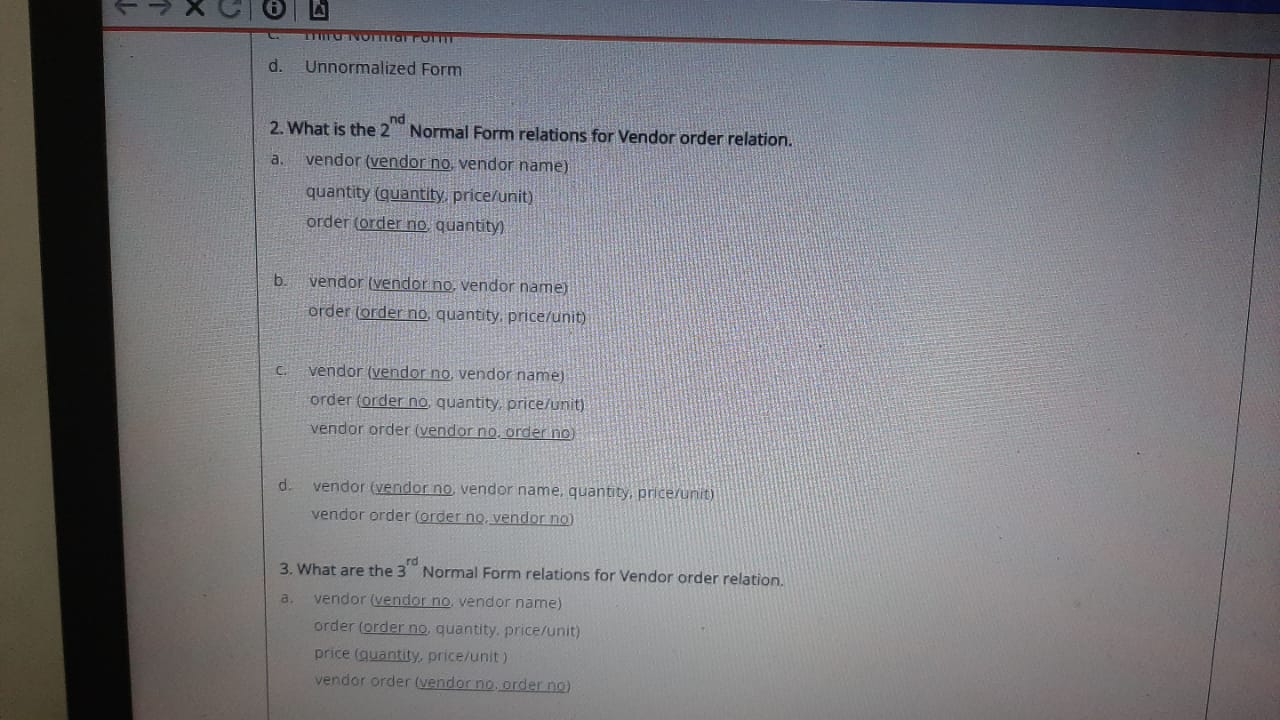 c. Third Normal Form
d. Unnormalized Form
2. What is the 2nd Normal Form relations for Vendor order relation.
a. vendor (vendor no, vendor name)
quantity (quantity, price/unit)
order (order no, quantity)
b. vendor (vendor no, vendor name)
order (order no, quantity, price/unit)
c. vendor (vendor no, vendor name)
order (order no, quantity, price/unit)
vendor order (vendor no, order no)
d. vendor (vendor no, vendor name, quantity, price/unit)
vendor order (order no, vendor no)
3. What are the 3rd Normal Form relations for Vendor order relation.
a. vendor (vendor no, vendor name)
order (order no, quantity, price/unit)
price (quantity, price/unit )
vendor order (vendor no, order no)